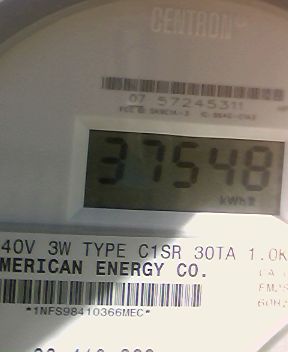 CENTRON
07 57245311
37548
kWh
40V 3W TYPE C1SR 30TA 1.0K
MERICAN ENERGY CO.
*1NFS98410366MEC*